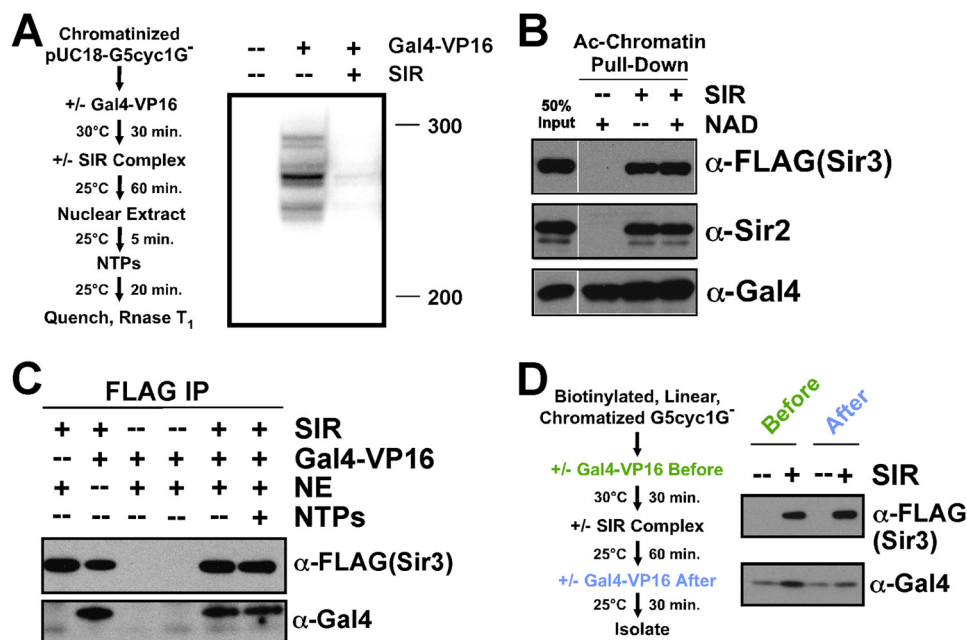 A
Chromatinized
pUC18-G5cyc1G-
+/- Gal4-VP16
30°C 30 min.
+/- SIR Complex
25°C 60 min.
Nuclear Extract
25°C 5 min.
NTPs
25°C 20 min.
Quench, Rnase T1
-- + + Gal4-VP16
-- -- + SIR
300
200
B
Ac-Chromatin
Pull-Down
50%
Input
-- + + SIR
+ -- + NAD
α-FLAG(Sir3)
α-Sir2
α-Gal4
C
FLAG IP
+ + -- -- + + SIR
-- + + + + + Gal4-VP16
+ -- + + + + NE
-- -- -- -- -- + NTPs
α-FLAG(Sir3)
α-Gal4
D
Biotinylated, Linear,
Chromatized G5cyc1G-
+/- Gal4-VP16 Before
30°C 30 min.
+/- SIR Complex
25°C 60 min.
+/- Gal4-VP16 After
25°C 30 min.
Isolate
Before
After
-- + -- + SIR
α-FLAG
(Sir3)
α-Gal4